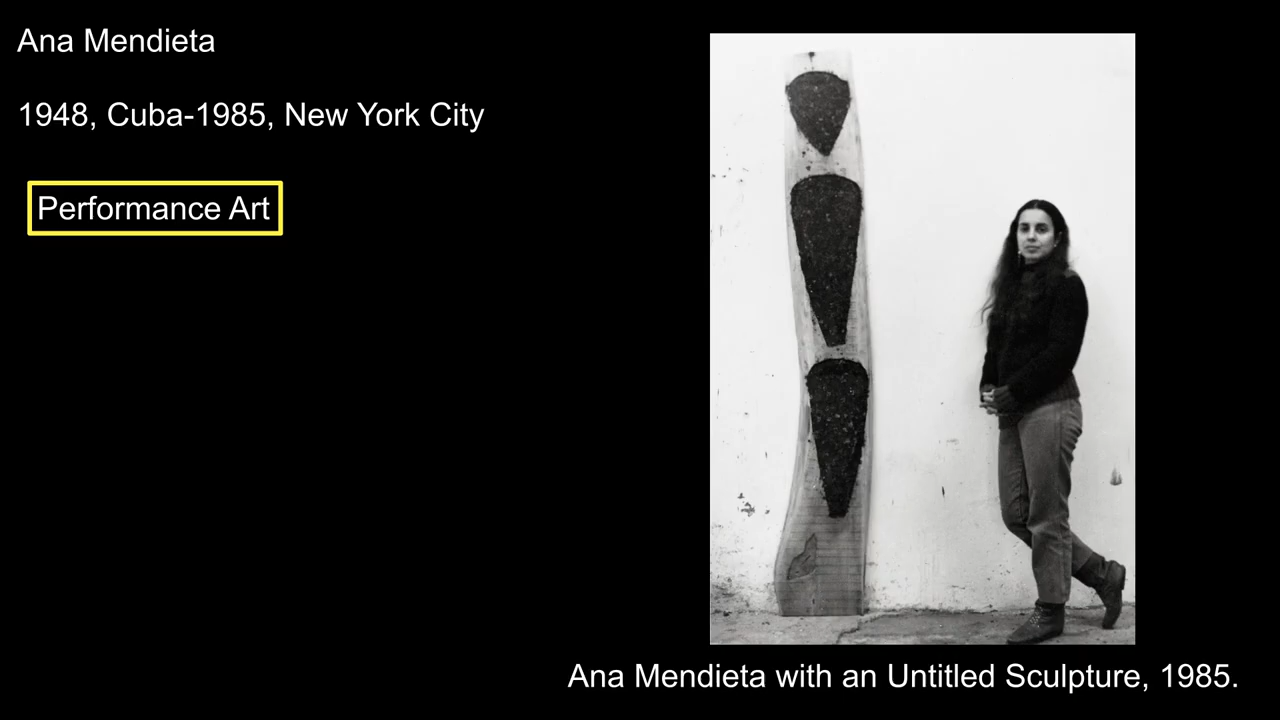 Ana Mendieta
1948, Cuba-1985, New York City
Performance Art
Ana Mendieta with an Untitled Sculpture, 1985.